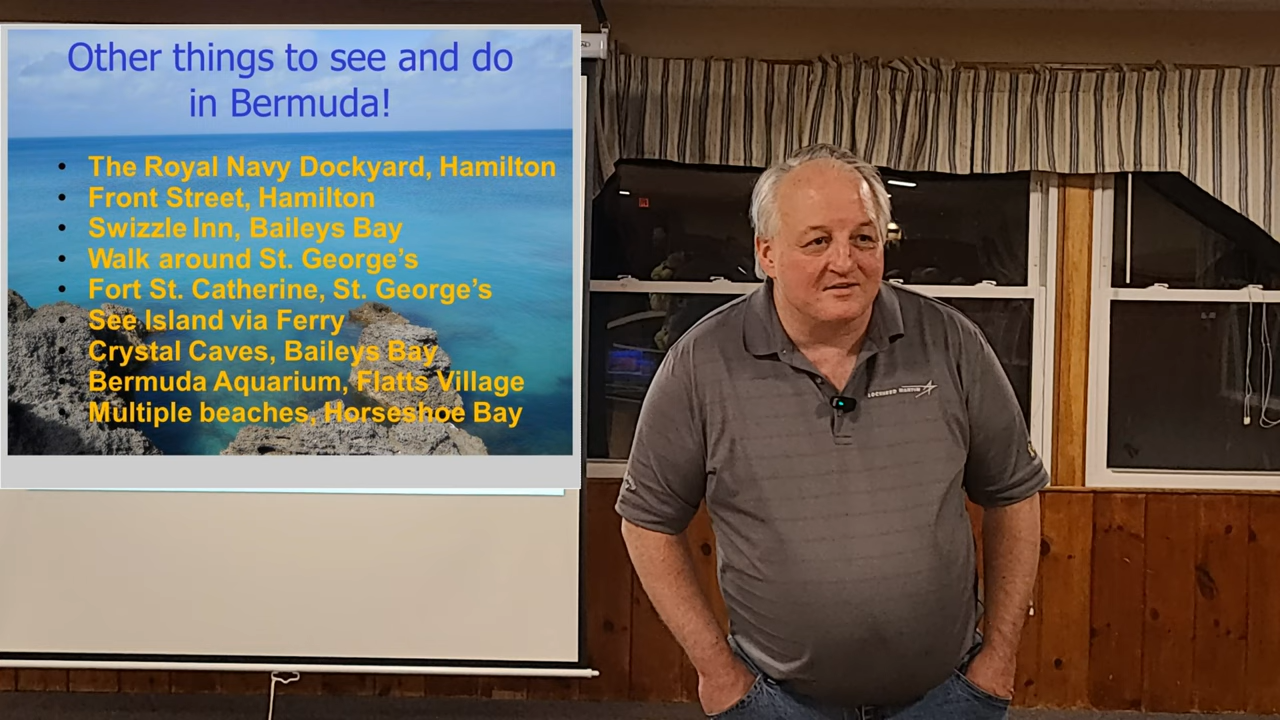 Other things to see and do
in Bermuda!
• The Royal Navy Dockyard, Hamilton
• Front Street, Hamilton
• Swizzle Inn, Baileys Bay
• Walk around St. George’s
• Fort St. Catherine, St. George’s
• See Island via Ferry
• Crystal Caves, Baileys Bay
• Bermuda Aquarium, Flatts Village
Multiple beaches, Horseshoe Bay
LOCKHEED MARTIN